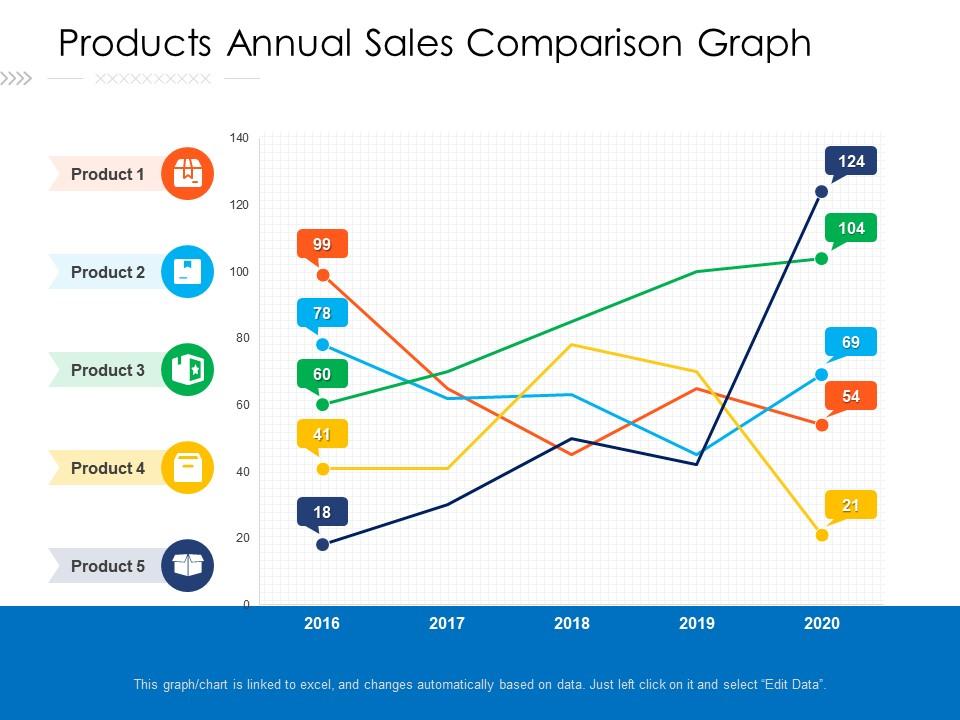 Products Annual Sales Comparison Graph
Product 1
Product 2
Product 3
Product 4
Product 5
140
120
100
80
60
40
20
0
99
78
60
41
18
124
104
69
54
21
2016 2017 2018 2019 2020
This graph/chart is linked to excel, and changes automatically based on data. Just left click on it and select “Edit Data”.